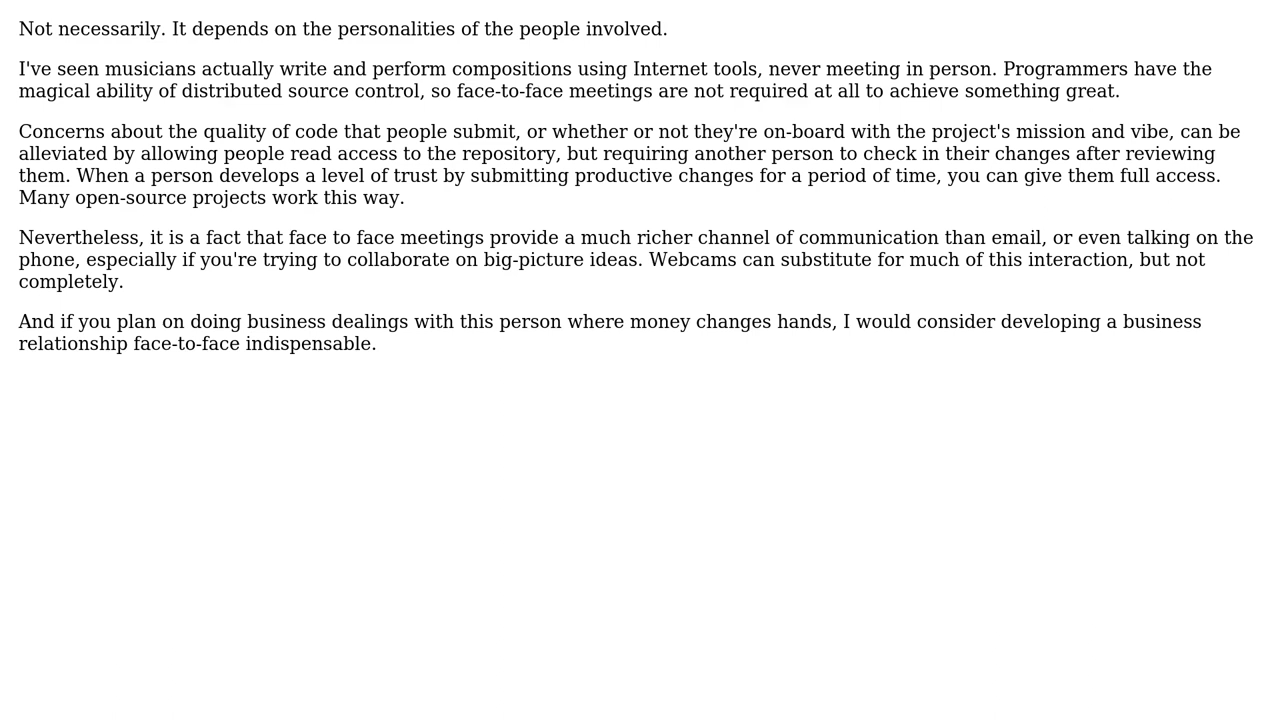 Not necessarily. It depends on the personalities of the people involved.
I've seen musicians actually write and perform compositions using Internet tools, never meeting in person. Programmers have the
magical ability of distributed source control, so face-to-face meetings are not required at all to achieve something great.
Concerns about the quality of code that people submit, or whether or not they're on-board with the project's mission and vibe, can be
alleviated by allowing people read access to the repository, but requiring another person to check in their changes after reviewing
them. When a person develops a level of trust by submitting productive changes for a period of time, you can give them full access.
Many open-source projects work this way.
Nevertheless, it is a fact that face to face meetings provide a much richer channel of communication than email, or even talking on the
phone, especially if you're trying to collaborate on big-picture ideas. Webcams can substitute for much of this interaction, but not
completely.
And if you plan on doing business dealings with this person where money changes hands, I would consider developing a business
relationship face-to-face indispensable.